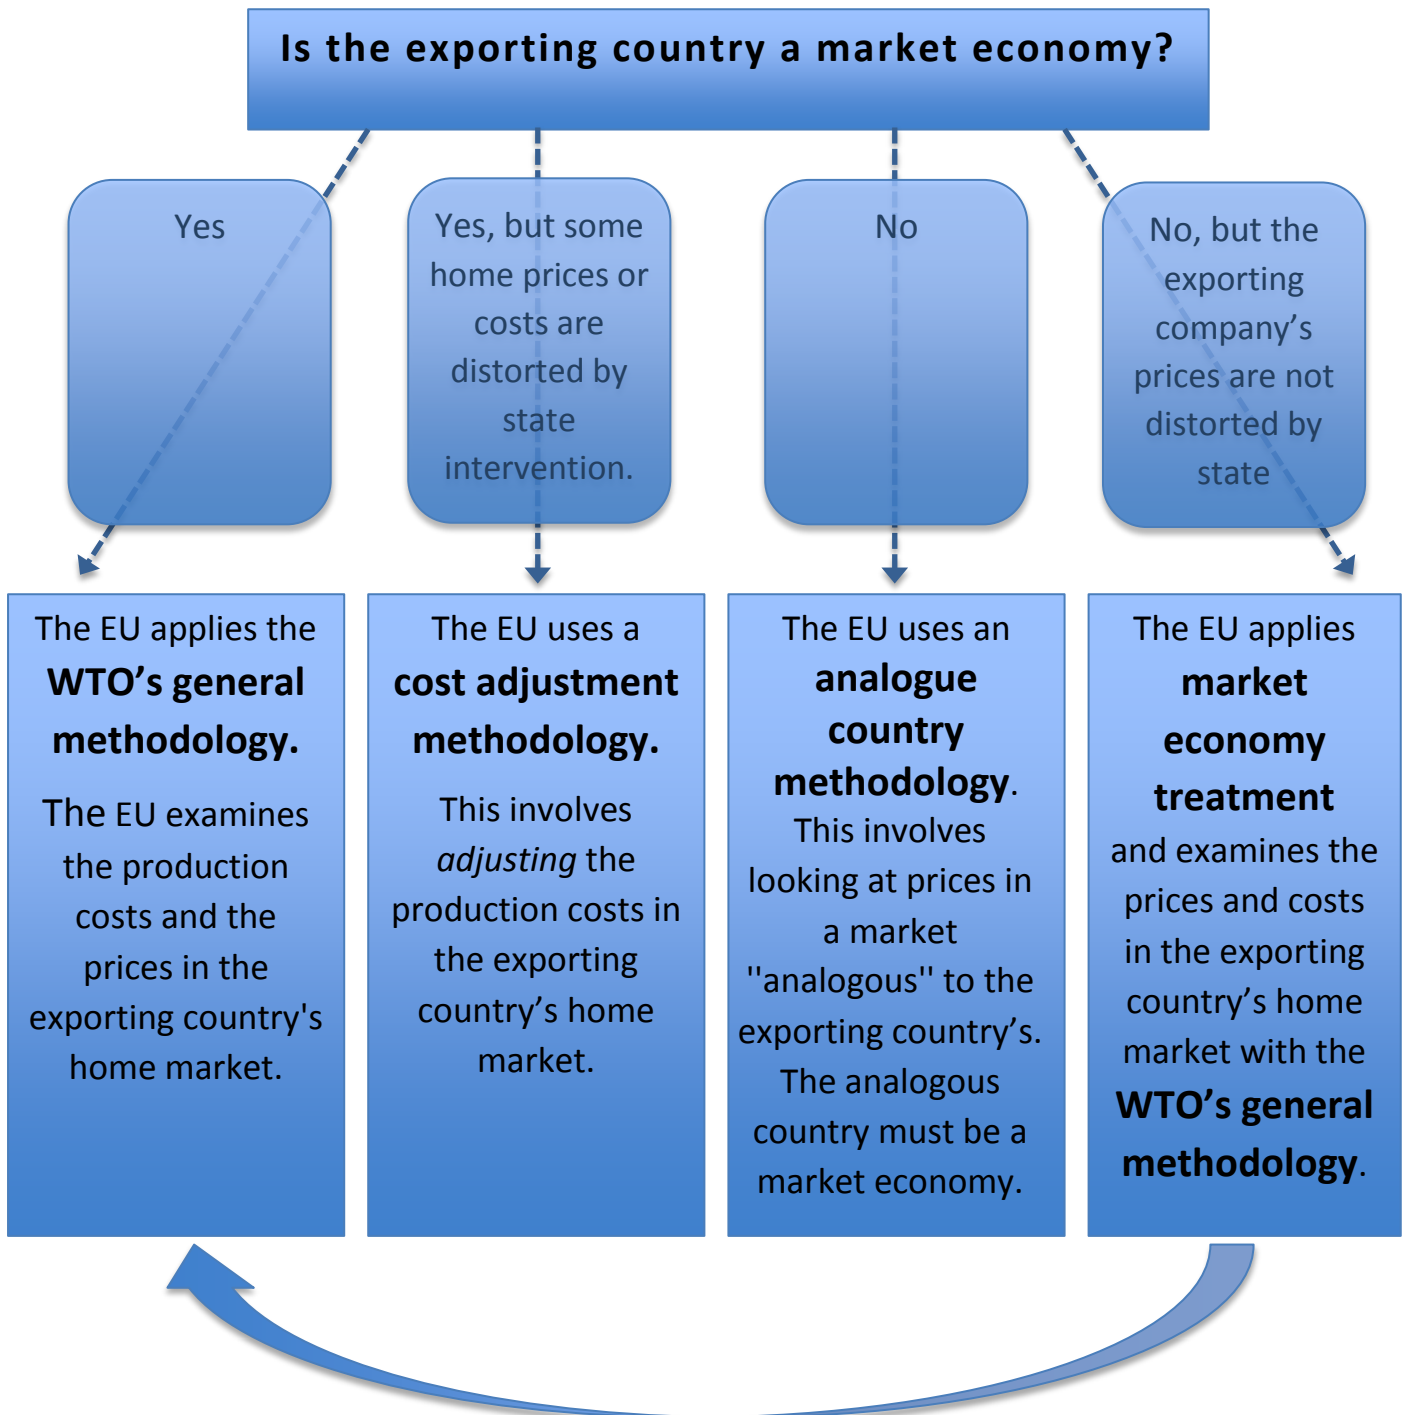 Is the exporting country a market economy?
Yes
Yes, but some
home prices or
costs are
distorted by
state
intervention.
No
No, but the
exporting
company’s
prices are not
distorted by
state
The EU applies the
WTO’s general
methodology.
The EU examines
the production
costs and the
prices in the
exporting country's
home market.
The EU uses a
cost adjustment
methodology.
This involves
adjusting the
production costs in
the exporting
country’s home
market.
The EU uses an
analogue
country
methodology.
This involves
looking at prices in
a market
"analogous" to the
exporting country’s.
The analogous
country must be a
market economy.
The EU applies
market
economy
treatment
and examines the
prices and costs
in the exporting
country’s home
market with the
WTO’s general
methodology.